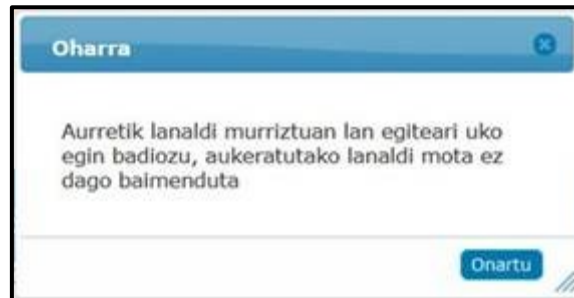 Oharra
Aurretik lanaldi murriztuan lan egiteari uko
egin badiozu, aukeratutako lanaldi mota ez
dago baimenduta
Onartu